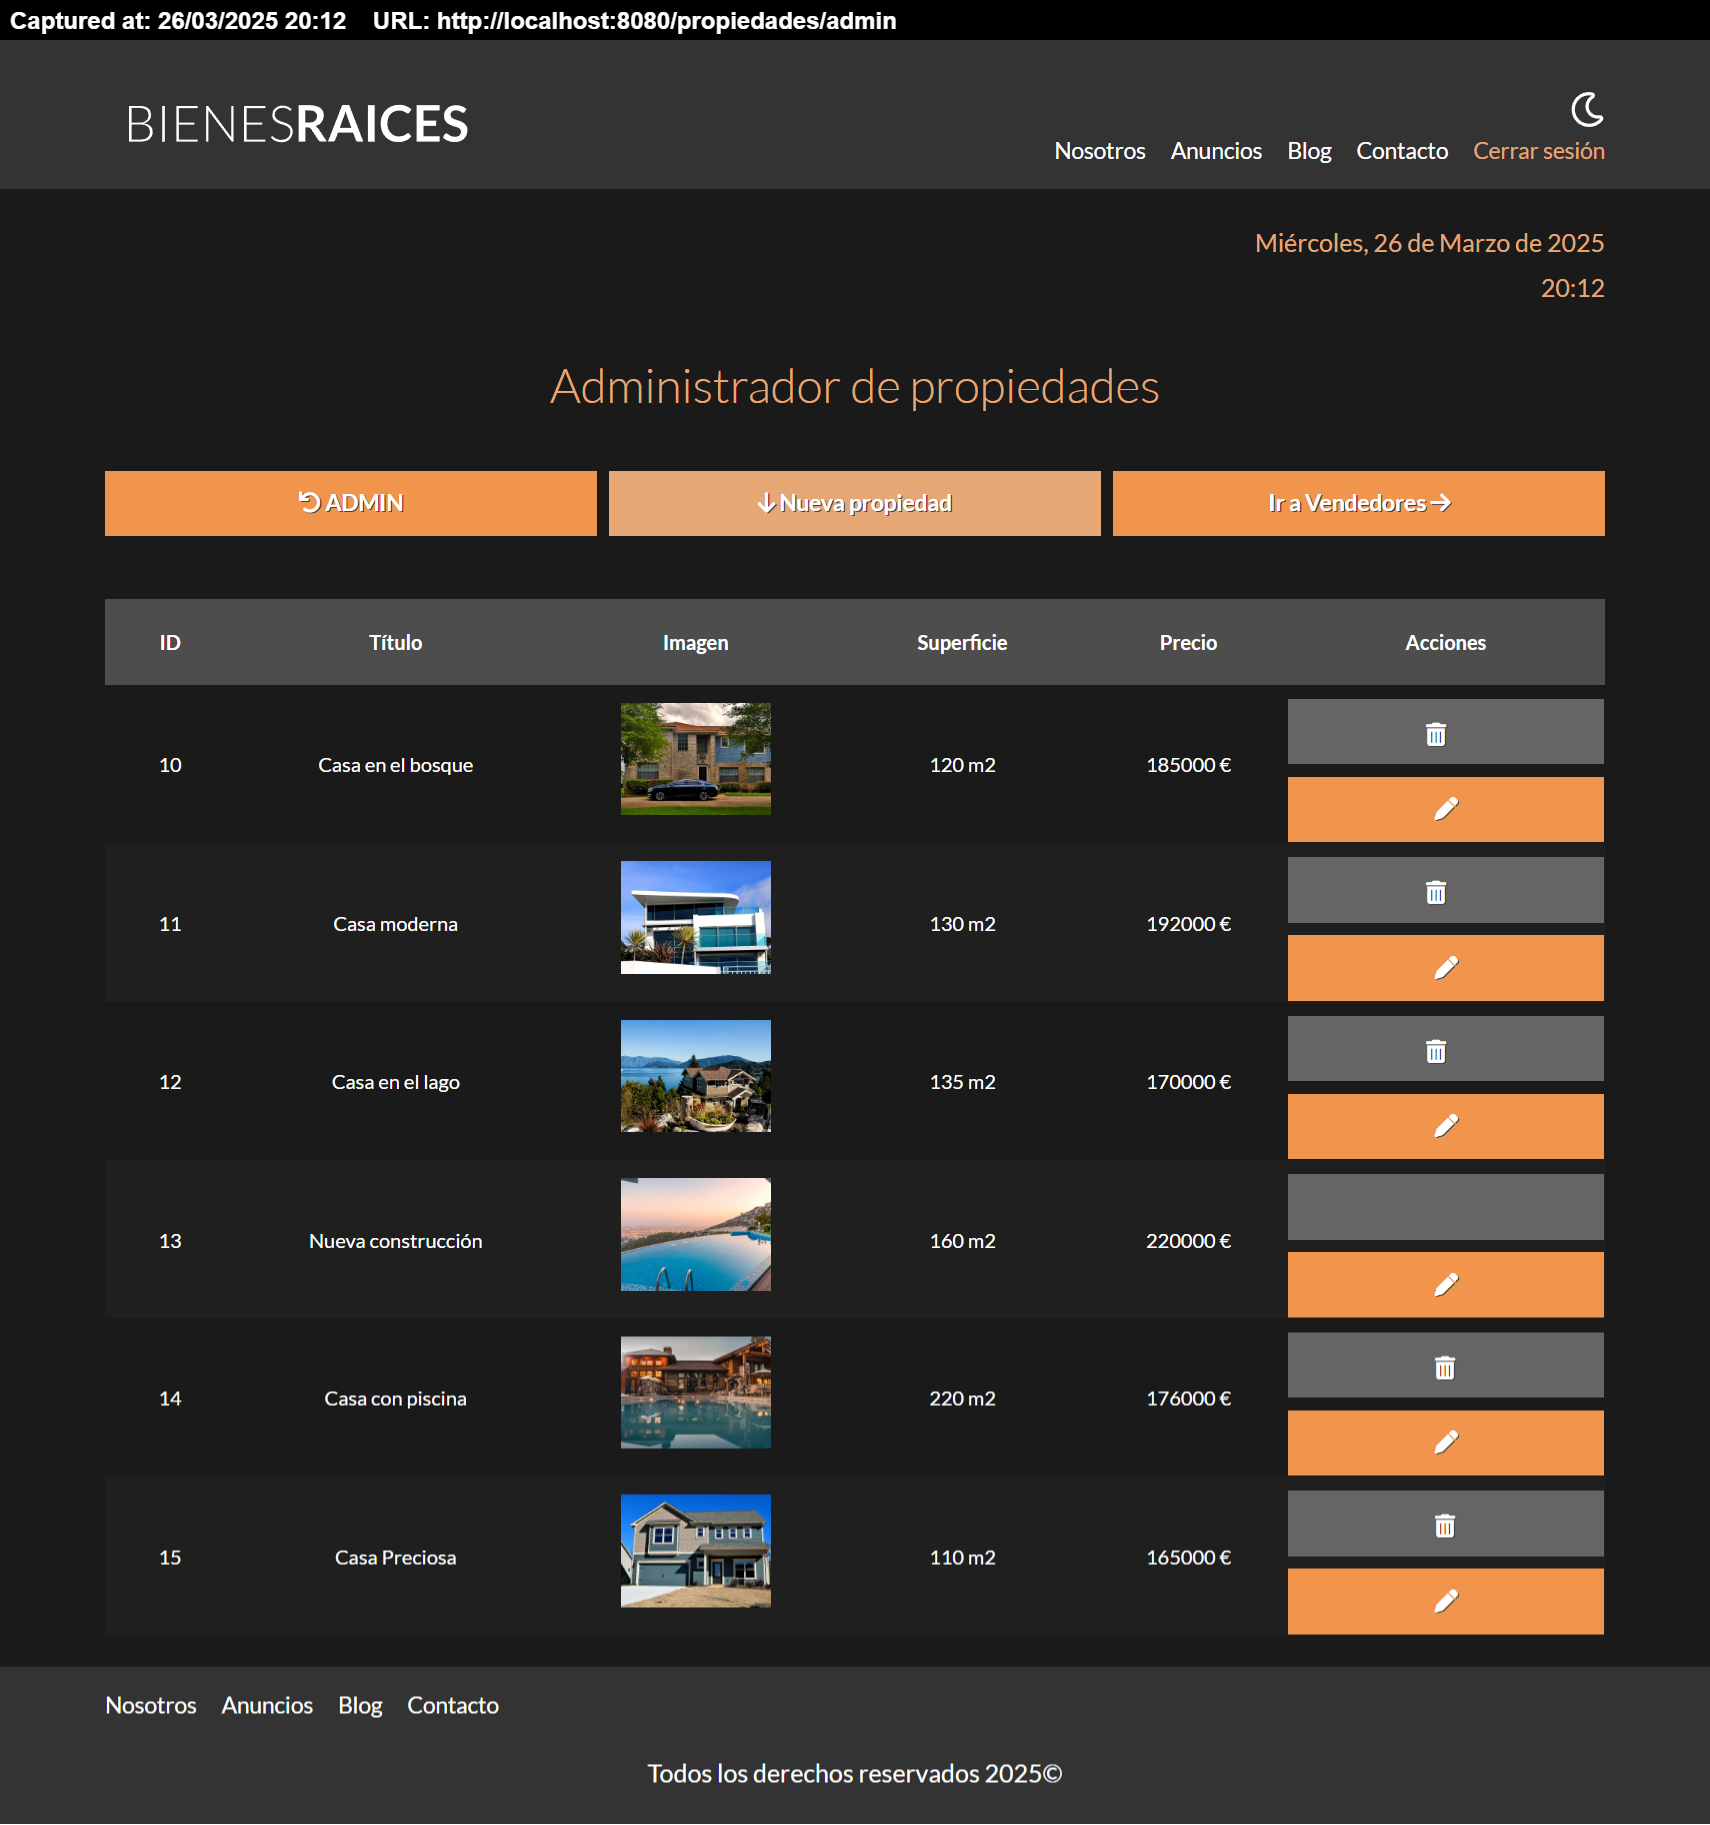 Captured at: 26/03/2025 20:12 URL: http://localhost:8080/propiedades/admin
BIENESRAICES
Nosotros Anuncios Blog Contacto Cerrar sesión
Miércoles, 26 de Marzo de 2025
20:12
Administrador de propiedades
ADMIN Nueva propiedad Ir a Vendedores
ID Título Imagen Superficie Precio Acciones
10 Casa en el bosque 120 m2 185000 €
11 Casa moderna 130 m2 192000 €
12 Casa en el lago 135 m2 170000 €
13 Nueva construcción 160 m2 220000 €
14 Casa con piscina 220 m2 176000 €
15 Casa Preciosa 110 m2 165000 €
Nosotros Anuncios Blog Contacto
Todos los derechos reservados 2025©